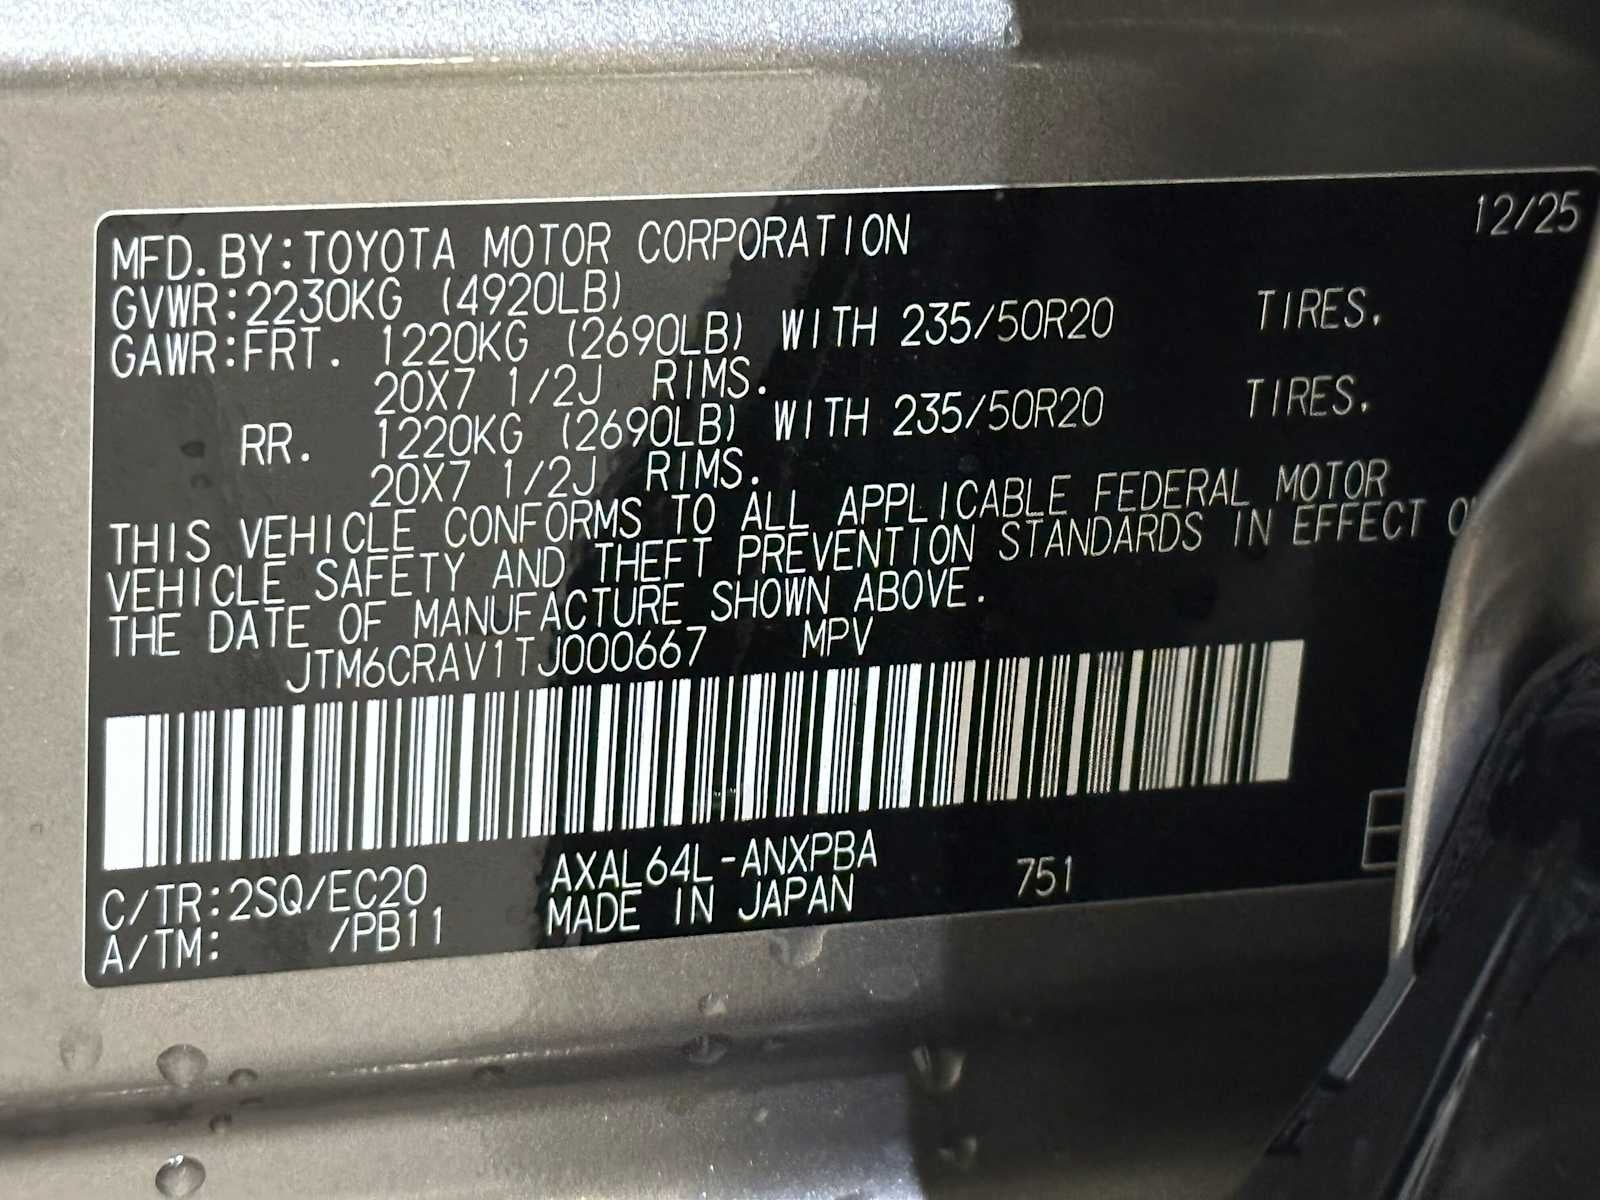 12/25
MFD. BY: TOYOTA MOTOR CORPORATION
GVWR: 2230KG (4920LB)
GAWR: FRT. 1220KG (2690LB) WITH 235/50R20 TIRES.
20X7 1/2J RIMS.
RR. 1220KG (2690LB) WITH 235/50R20 TIRES.
20X7 1/2J RIMS.
THIS VEHICLE CONFORMS TO ALL APPLICABLE FEDERAL MOTOR
VEHICLE SAFETY AND THEFT PREVENTION STANDARDS IN EFFECT
THE DATE OF MANUFACTURE SHOWN ABOVE.
JTM6CRAV1TJ000667 MPV
C/TR: 2SQ/EC20 AXAL64L-ANXPBA 751
A/TM: /PB11 MADE IN JAPAN